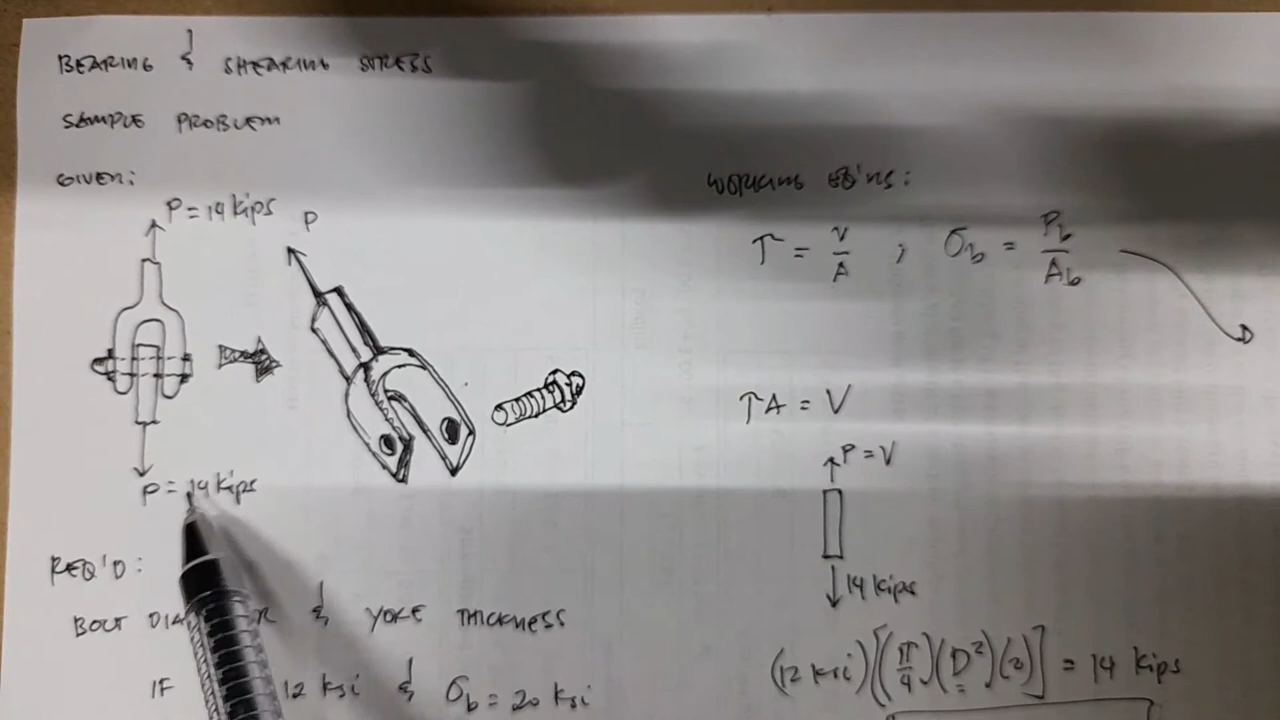 BEARING & SHEARING STRESS
SAMPLE PROBLEM
GIVEN:
P = 14 kips
P
P = 14 kips
REQ'D:
BOLT & YOKE THICKNESS
IF 12 ksi & σb = 20 ksi
WORKING EQ'NS:
τ = V/A ; σb = Pb/Ab
τA = V
P = V
14 kips
(12 ksi)[(π/4)(D²)(2)] = 14 kips